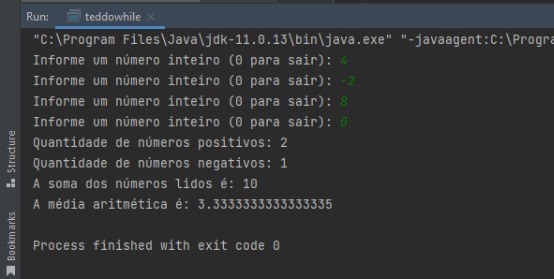 Run: teddowhile
"C:\Program Files\Java\jdk-11.0.13\bin\java.exe" "-javaagent:C:\Progra
Informe um número inteiro (0 para sair): 4
Informe um número inteiro (0 para sair): -2
Informe um número inteiro (0 para sair): 8
Informe um número inteiro (0 para sair): 0
Quantidade de números positivos: 2
Quantidade de números negativos: 1
A soma dos números lidos é: 10
A média aritmética é: 3.3333333333333335
Process finished with exit code 0
Structure
Bookmarks